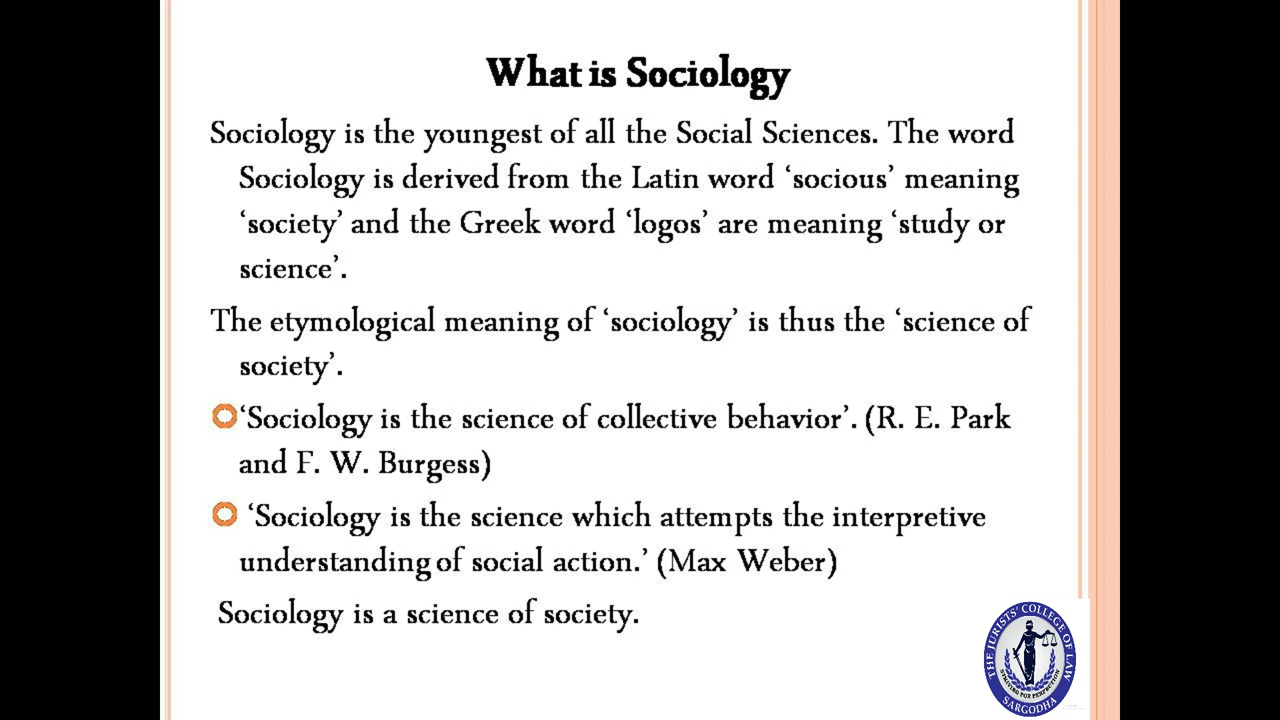 What is Sociology
Sociology is the youngest of all the Social Sciences. The word
Sociology is derived from the Latin word ‘socious’ meaning
‘society’ and the Greek word ‘logos’ are meaning ‘study or
science’.
The etymological meaning of ‘sociology’ is thus the ‘science of
society’.
‘Sociology is the science of collective behavior’. (R. E. Park
and F. W. Burgess)
‘Sociology is the science which attempts the interpretive
understanding of social action.’ (Max Weber)
Sociology is a science of society.
THE JURISTS' COLLEGE OF LAW
STRIVING FOR PERFECTION
SARGODHA